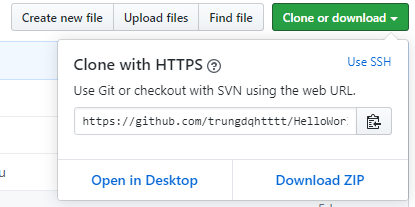 Create new file Upload files Find file Clone or download
Clone with HTTPS Use SSH
Use Git or checkout with SVN using the web URL.
https://github.com/trungdqhtttt/HelloWor
Open in Desktop Download ZIP